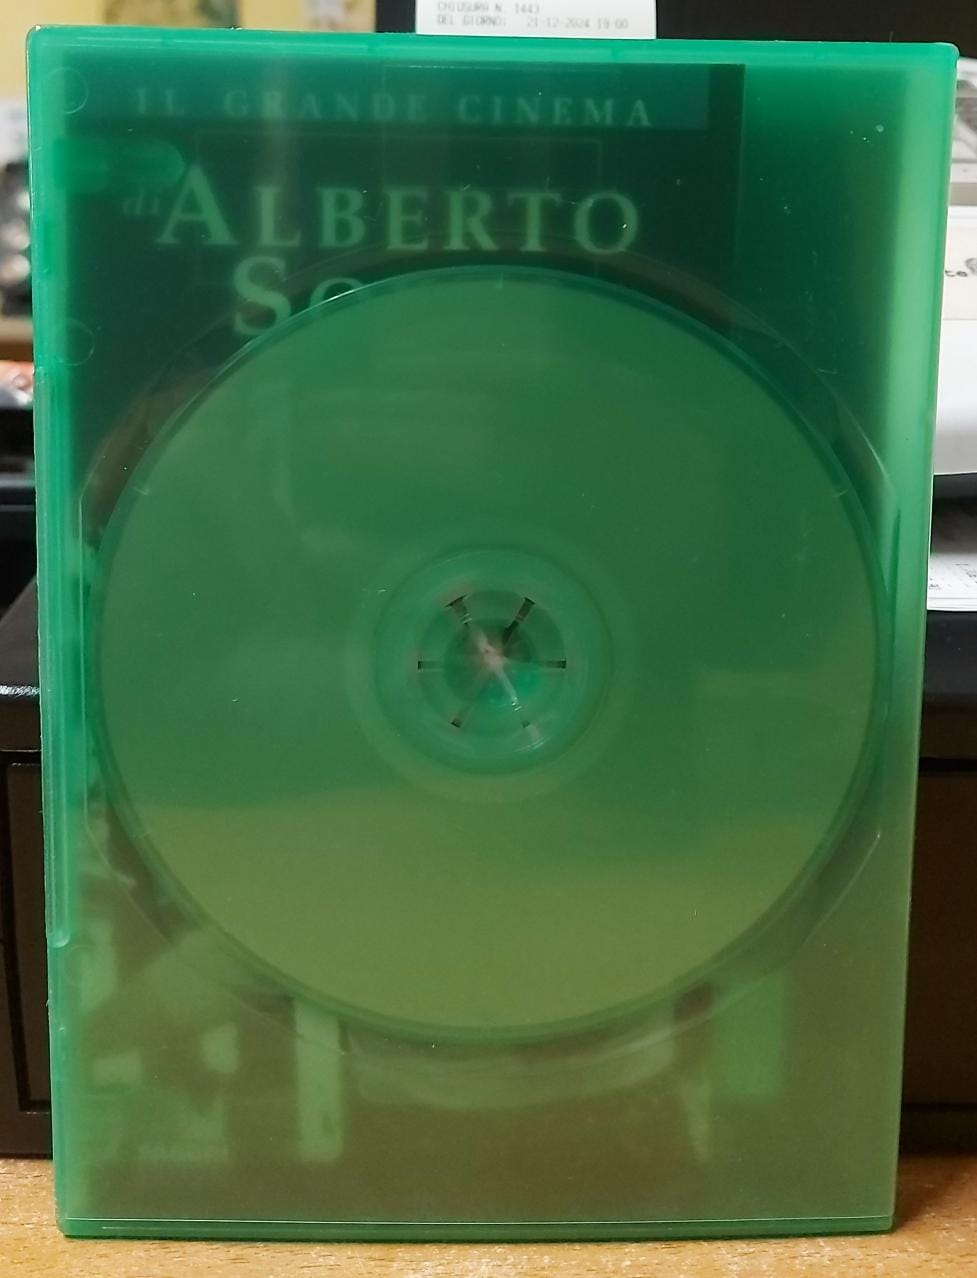 CHIUSURA N. 1443
DEL GIORNO: 21-12-2024 19:00
IL GRANDE CINEMA
di ALBERTO